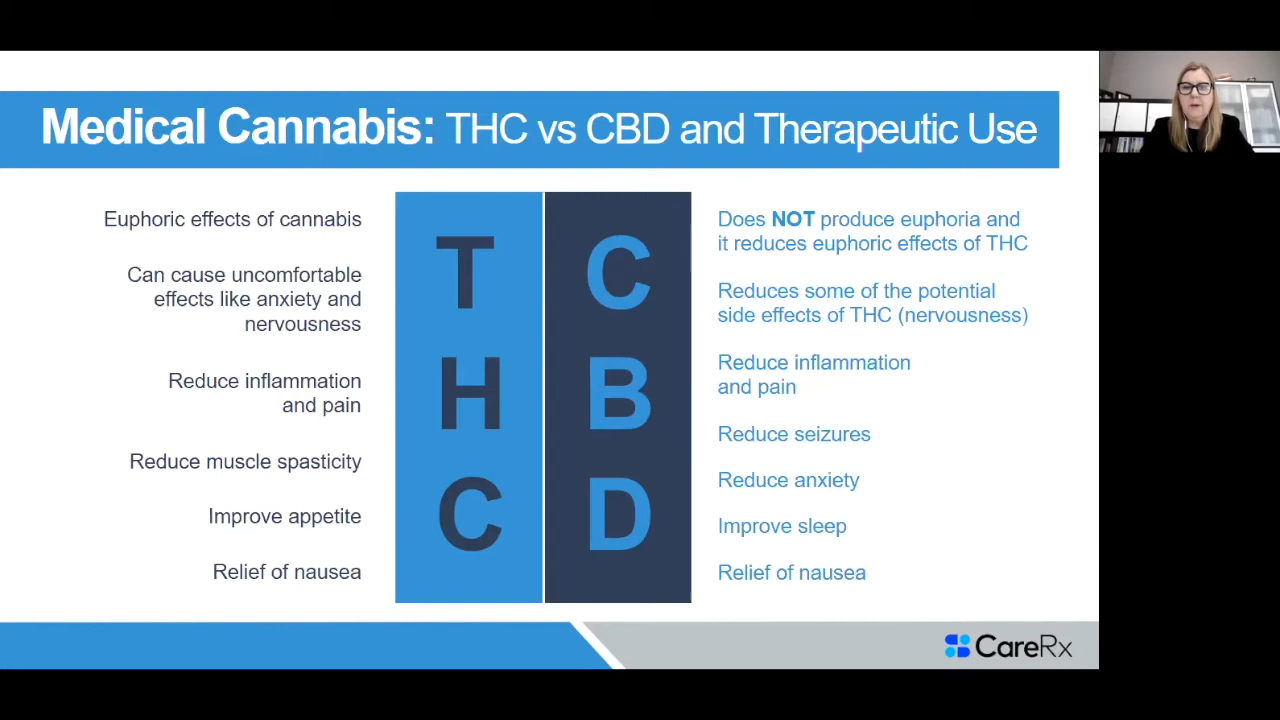 Medical Cannabis: THC vs CBD and Therapeutic Use
Euphoric effects of cannabis
Can cause uncomfortable
effects like anxiety and
nervousness
Reduce inflammation
and pain
Reduce muscle spasticity
Improve appetite
Relief of nausea
T
H
C
C
B
D
Does NOT produce euphoria and
it reduces euphoric effects of THC
Reduces some of the potential
side effects of THC (nervousness)
Reduce inflammation
and pain
Reduce seizures
Reduce anxiety
Improve sleep
Relief of nausea
CareRx